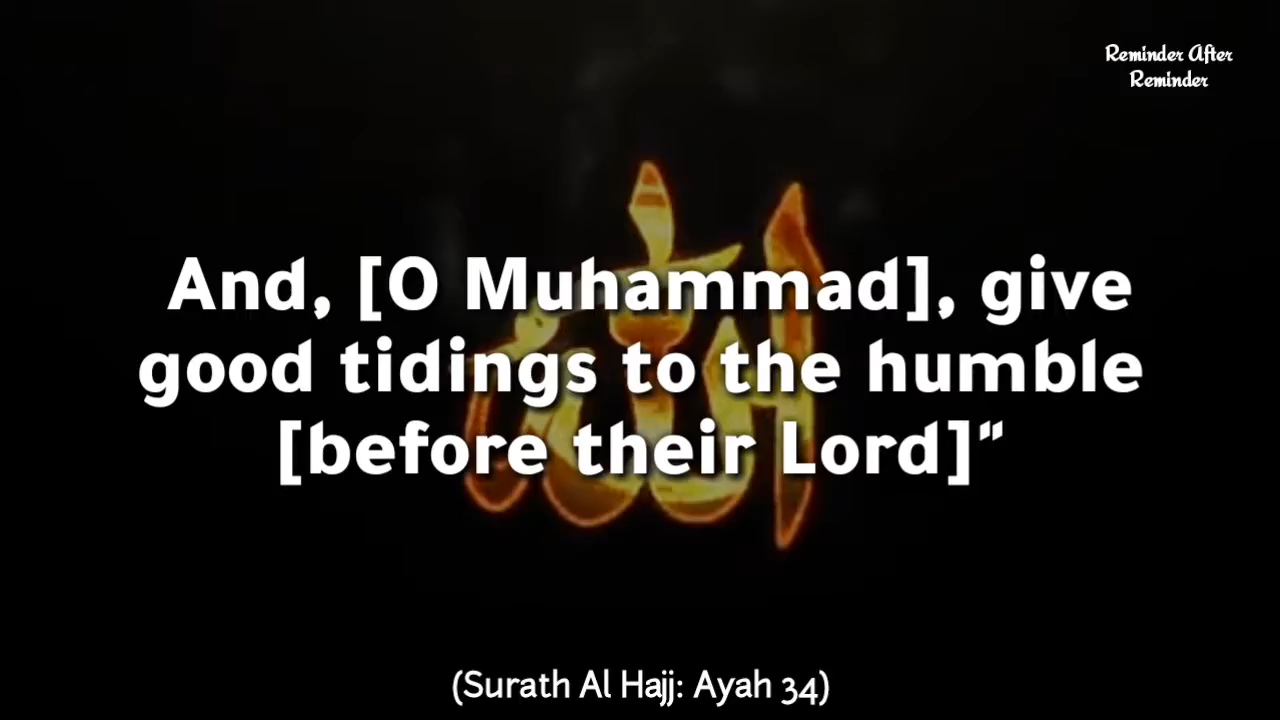 Reminder After
Reminder
الله
And, [O Muhammad], give
good tidings to the humble
[before their Lord]"
(Surath Al Hajj: Ayah 34)